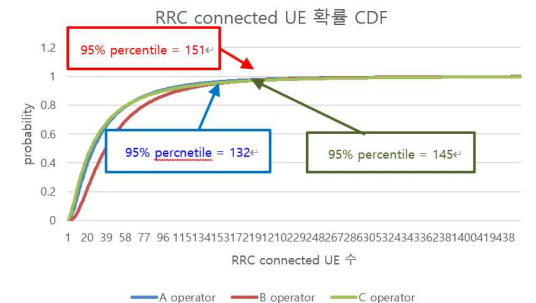 RRC connected UE 확률 CDF
1.2
95% percentile = 151↵
1
0.8
probability
0.6
95% percnetile = 132↵
95% percentile = 145↵
0.4
0.2
0
1 20 39 58 77 96 115134153172191210229248267286305324343362381400419438
RRC connected UE 수
A operator B operator C operator